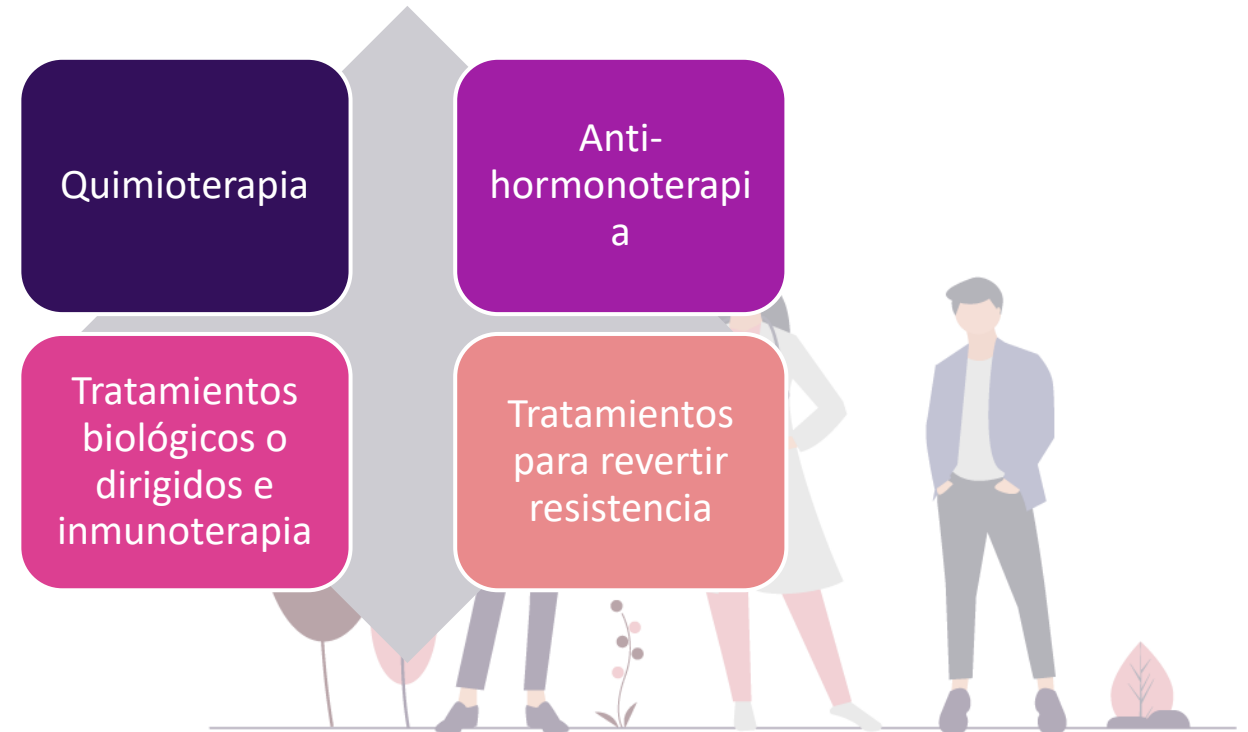 Quimioterapia
Anti-
hormonoterapi
a
Tratamientos
biológicos o
dirigidos e
inmunoterapia
Tratamientos
para revertir
resistencia